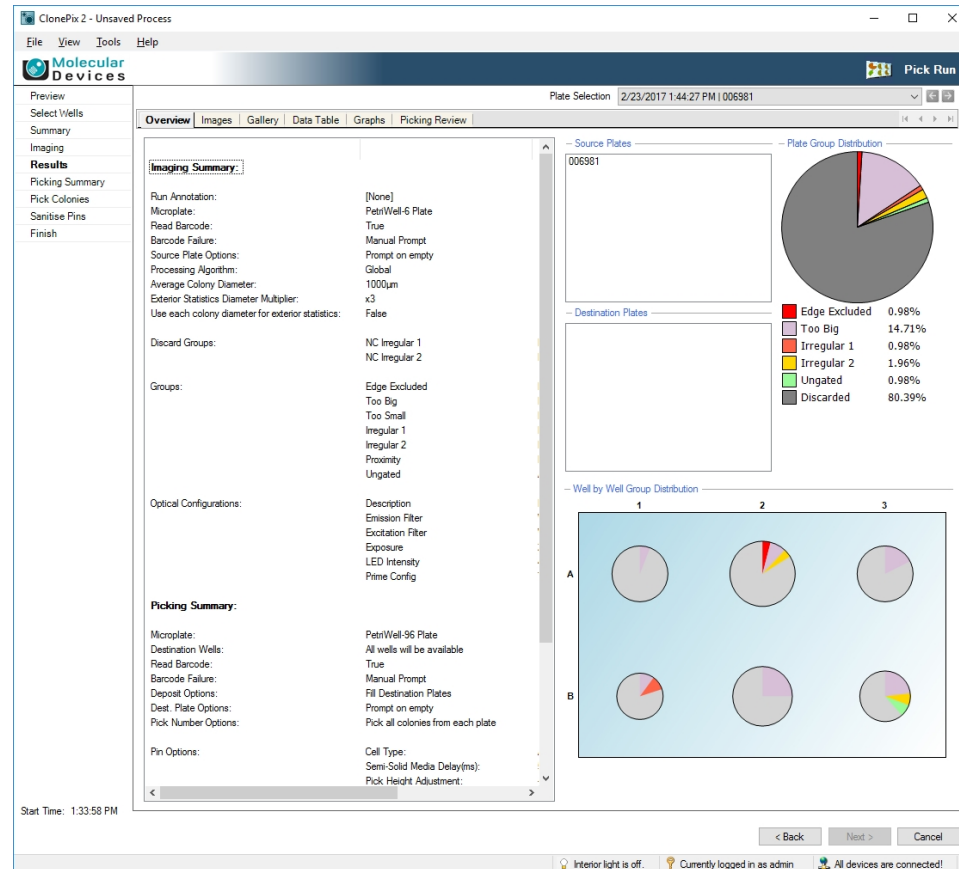 ClonePix 2 - Unsaved Process
File View Tools Help
Molecular Devices
Pick Run
Preview
Select Wells
Summary
Imaging
Results
Picking Summary
Pick Colonies
Sanitise Pins
Finish
Plate Selection 2/23/2017 1:44:27 PM | 006981
Overview Images Gallery Data Table Graphs Picking Review
Imaging Summary:
Run Annotation: [None]
Microplate: PetriWell-6 Plate
Read Barcode: True
Barcode Failure: Manual Prompt
Source Plate Options: Prompt on empty
Processing Algorithm: Global
Average Colony Diameter: 1000µm
Exterior Statistics Diameter Multiplier: x3
Use each colony diameter for exterior statistics: False
Discard Groups: NC Irregular 1
NC Irregular 2
Groups: Edge Excluded
Too Big
Too Small
Irregular 1
Irregular 2
Proximity
Ungated
Optical Configurations: Description
Emission Filter
Excitation Filter
Exposure
LED Intensity
Prime Config
Picking Summary:
Microplate: PetriWell-96 Plate
Destination Wells: All wells will be available
Read Barcode: True
Barcode Failure: Manual Prompt
Deposit Options: Fill Destination Plates
Dest. Plate Options: Prompt on empty
Pick Number Options: Pick all colonies from each plate
Pin Options: Cell Type:
Semi-Solid Media Delay(ms):
Pick Height Adjustment:
Source Plates
006981
Destination Plates
Plate Group Distribution
Edge Excluded 0.98%
Too Big 14.71%
Irregular 1 0.98%
Irregular 2 1.96%
Ungated 0.98%
Discarded 80.39%
Well by Well Group Distribution
1 2 3
A
B
Start Time: 1:33:58 PM
< Back Next > Cancel
Interior light is off. Currently logged in as admin All devices are connected!